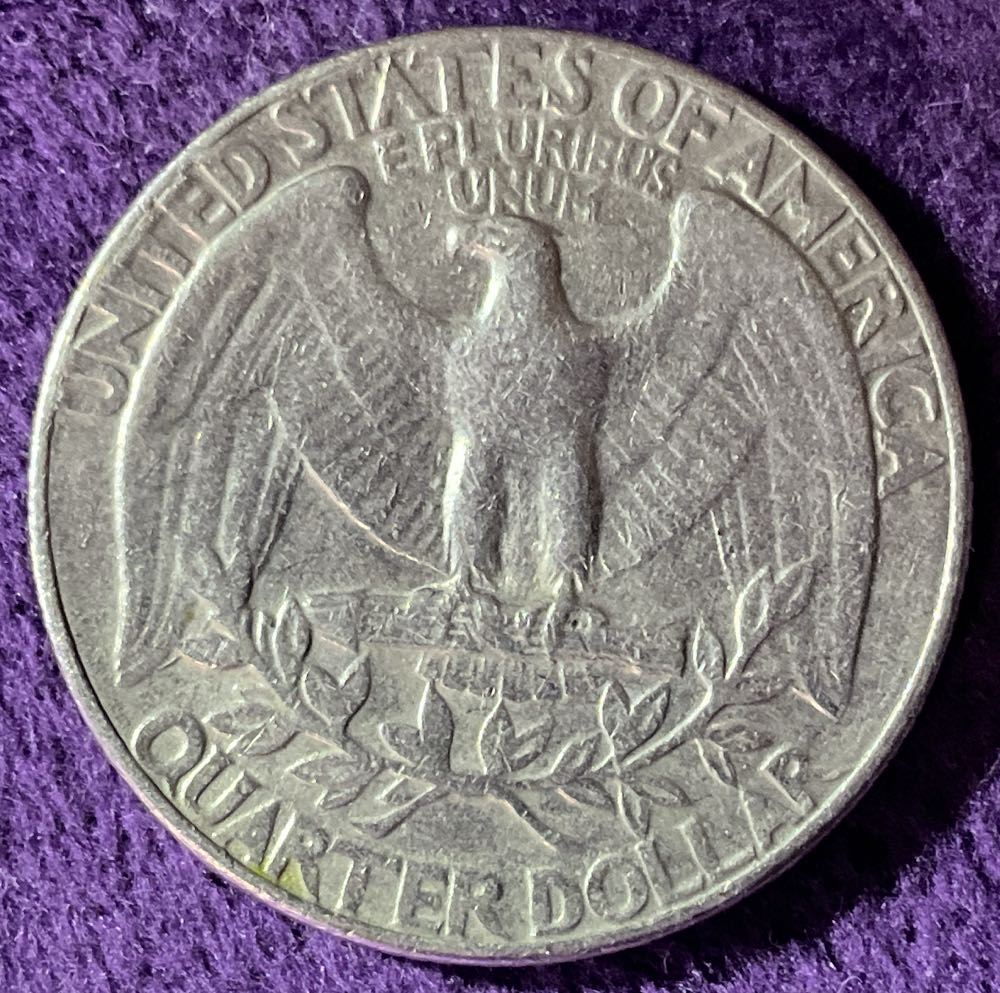 UNITED STATES OF AMERICA
E PLURIBUS
UNUM
QUARTER DOLLAR